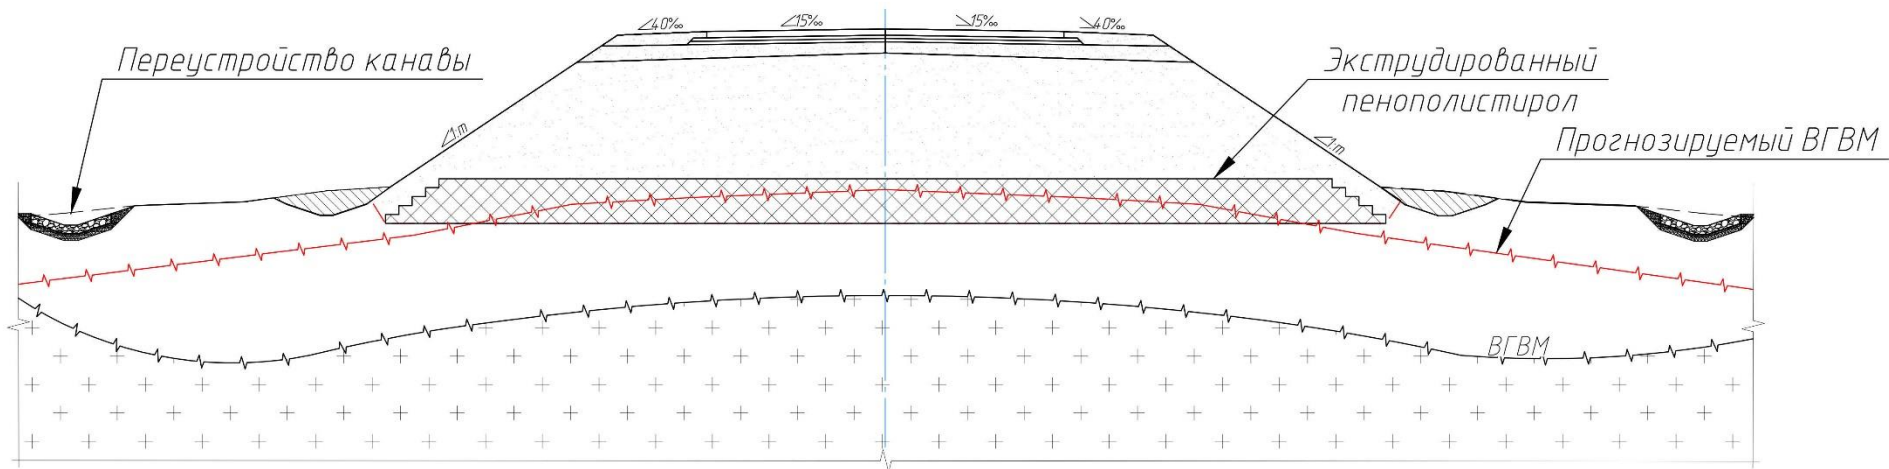 ∠40‰ ∠15‰ ⦣15‰ ⦣40‰
Переустройство канавы
Экструдированный
пенополистирол
∠1:m
∠1:m
Прогнозируемый ВГВМ
ВГВМ